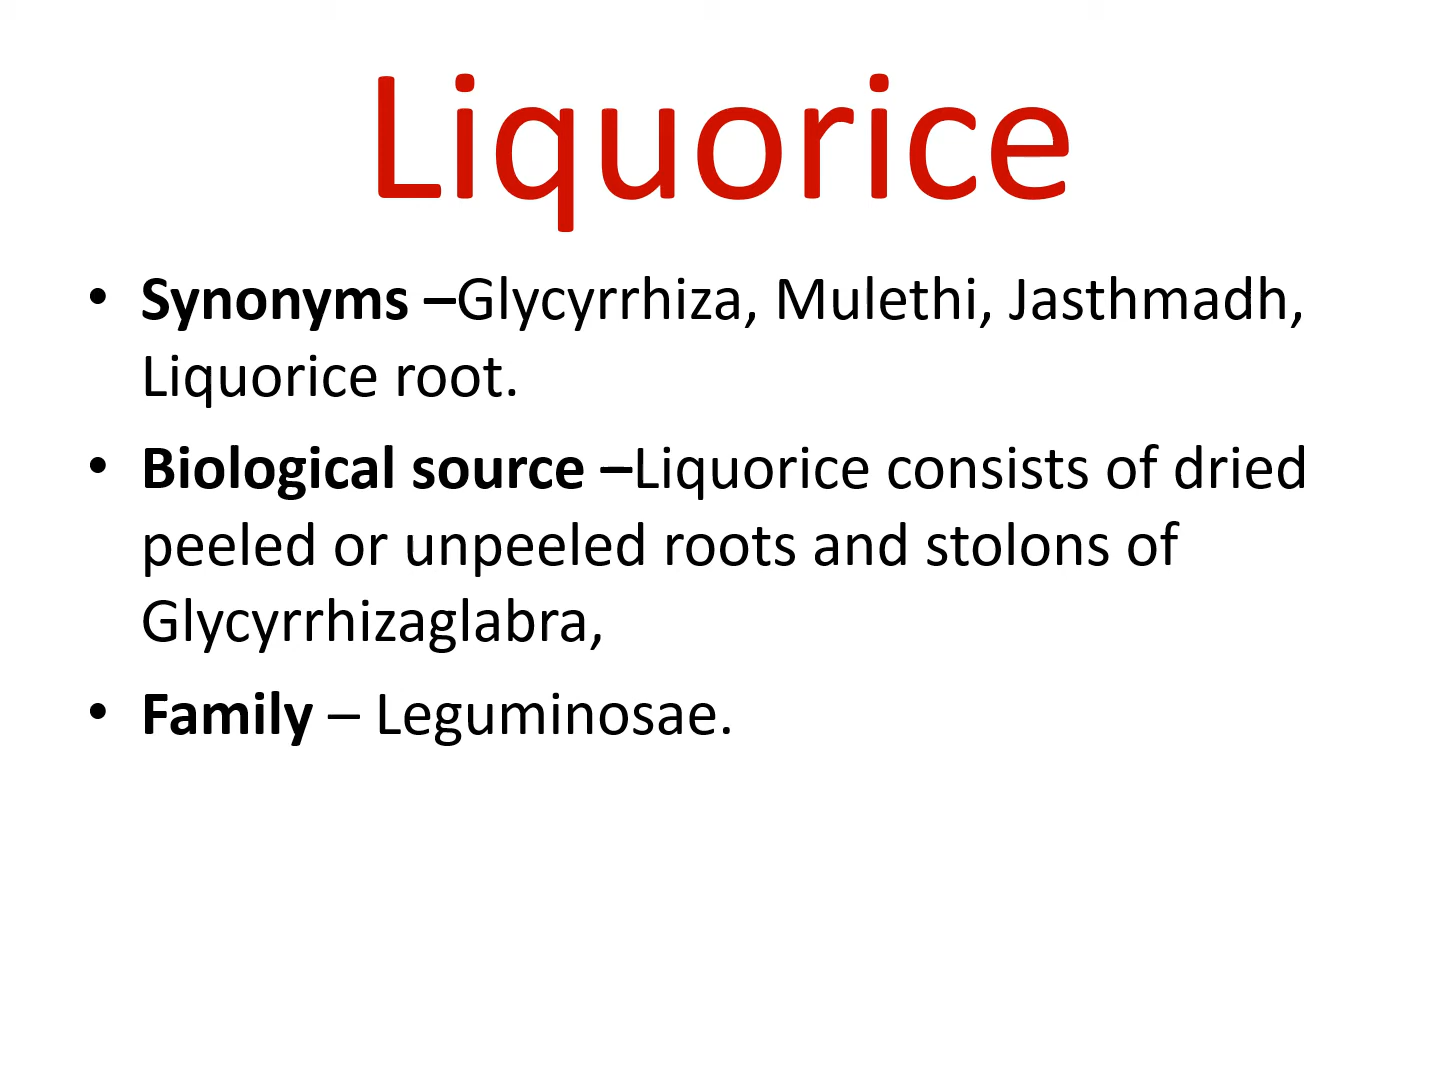 Liquorice
• Synonyms –Glycyrrhiza, Mulethi, Jasthmadh,
Liquorice root.
• Biological source –Liquorice consists of dried
peeled or unpeeled roots and stolons of
Glycyrrhizaglabra,
• Family – Leguminosae.